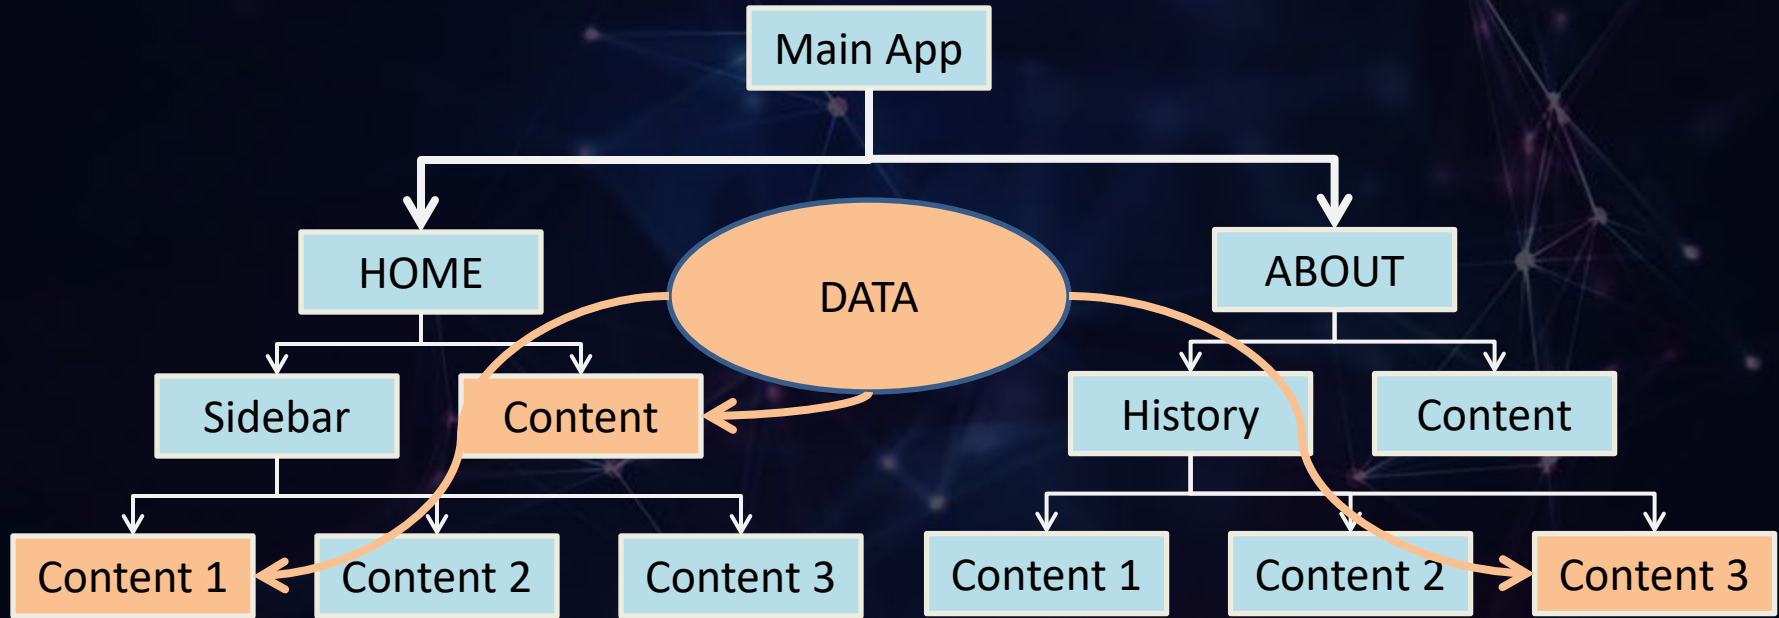 Main App
HOME
DATA
ABOUT
Sidebar
Content
History
Content
Content 1
Content 2
Content 3
Content 1
Content 2
Content 3